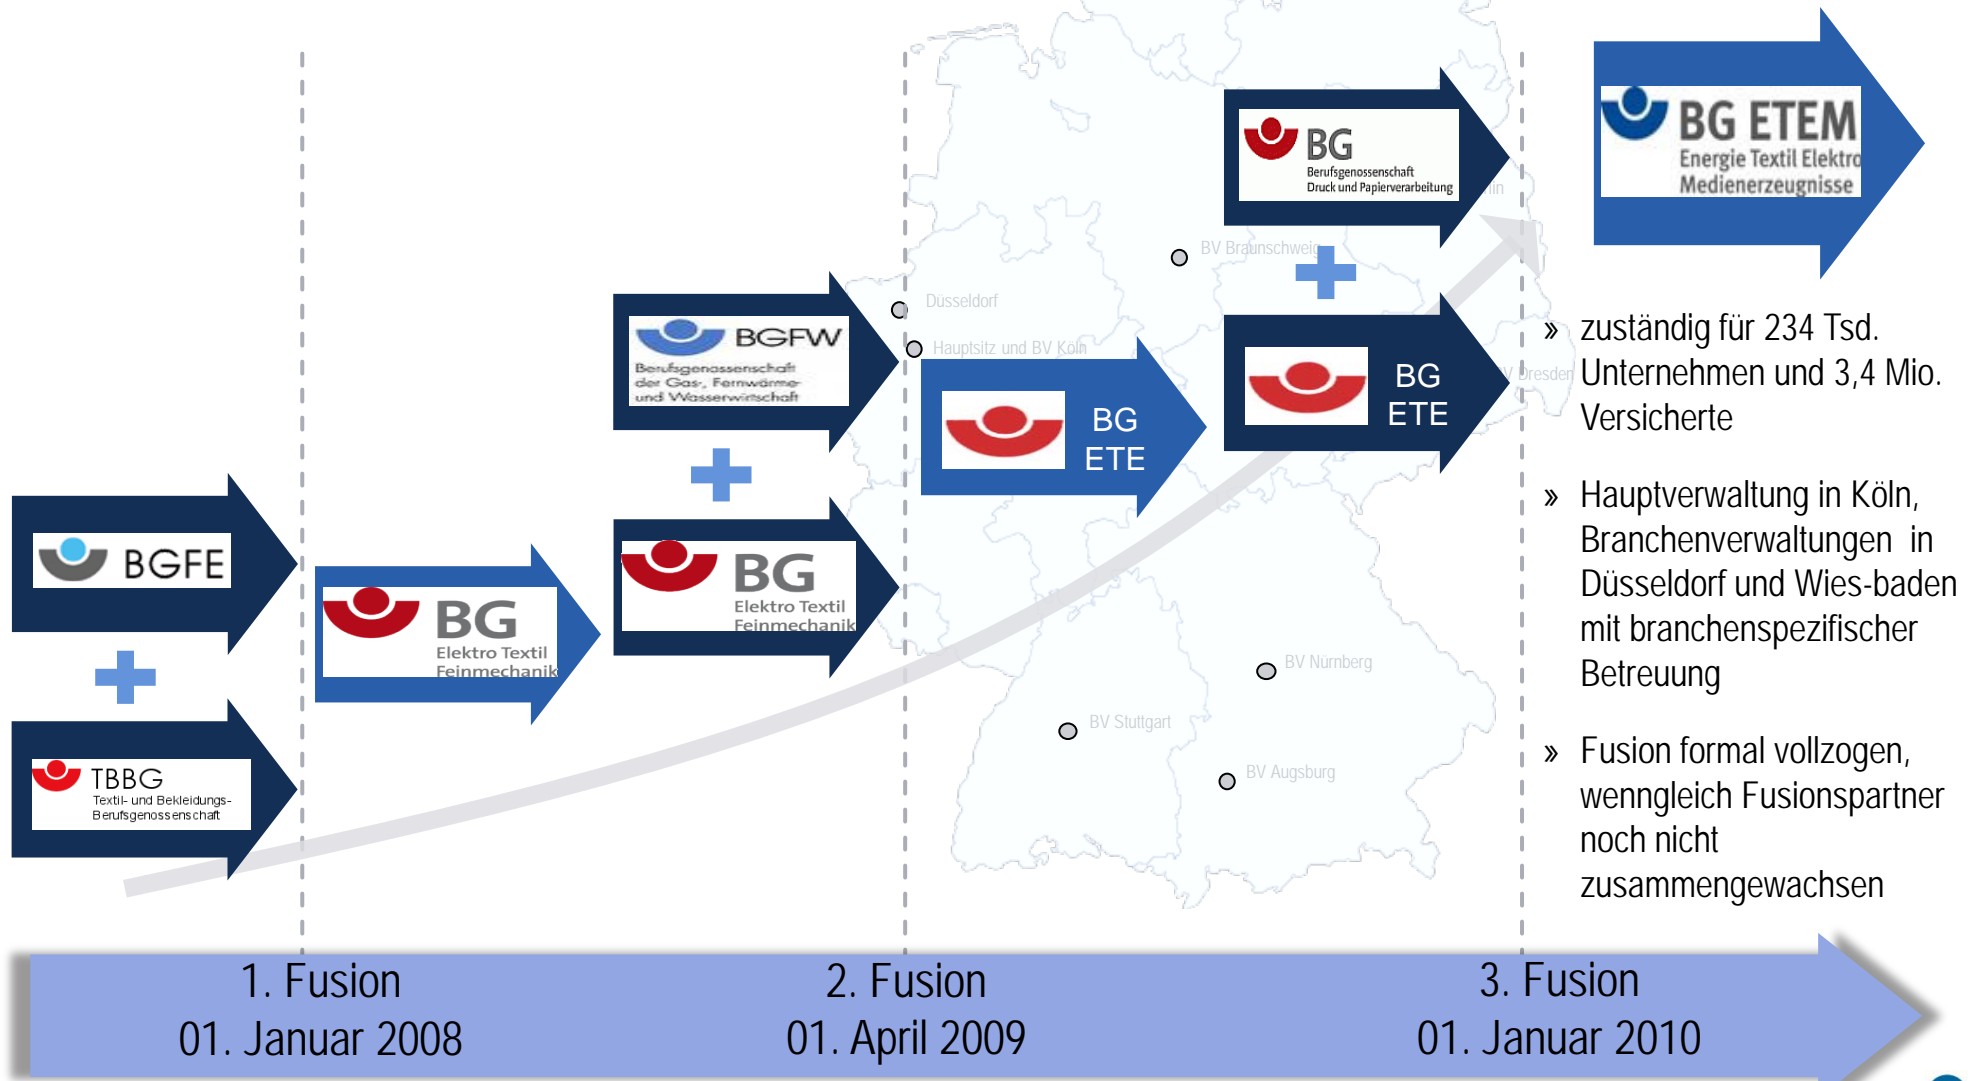 BGFE
TBBG
Textil- und Bekleidungs-
Berufsgenossenschaft
BG
Elektro Textil
Feinmechanik
BGFW
Berufsgenossenschaft
der Gas-, Fernwärme-
und Wasserwirtschaft
BG
Elektro Textil
Feinmechanik
BG
ETE
BG
Berufsgenossenschaft
Druck und Papierverarbeitung
BG
ETE
BG ETEM
Energie Textil Elektro
Medienerzeugnisse
BV Braunschweig
Düsseldorf
Hauptsitz und BV Köln
Dresden
BV Nürnberg
BV Stuttgart
BV Augsburg
» zuständig für 234 Tsd.
Unternehmen und 3,4 Mio.
Versicherte
» Hauptverwaltung in Köln,
Branchenverwaltungen in
Düsseldorf und Wies-baden
mit branchenspezifischer
Betreuung
» Fusion formal vollzogen,
wenngleich Fusionspartner
noch nicht
zusammengewachsen
1. Fusion
01. Januar 2008
2. Fusion
01. April 2009
3. Fusion
01. Januar 2010